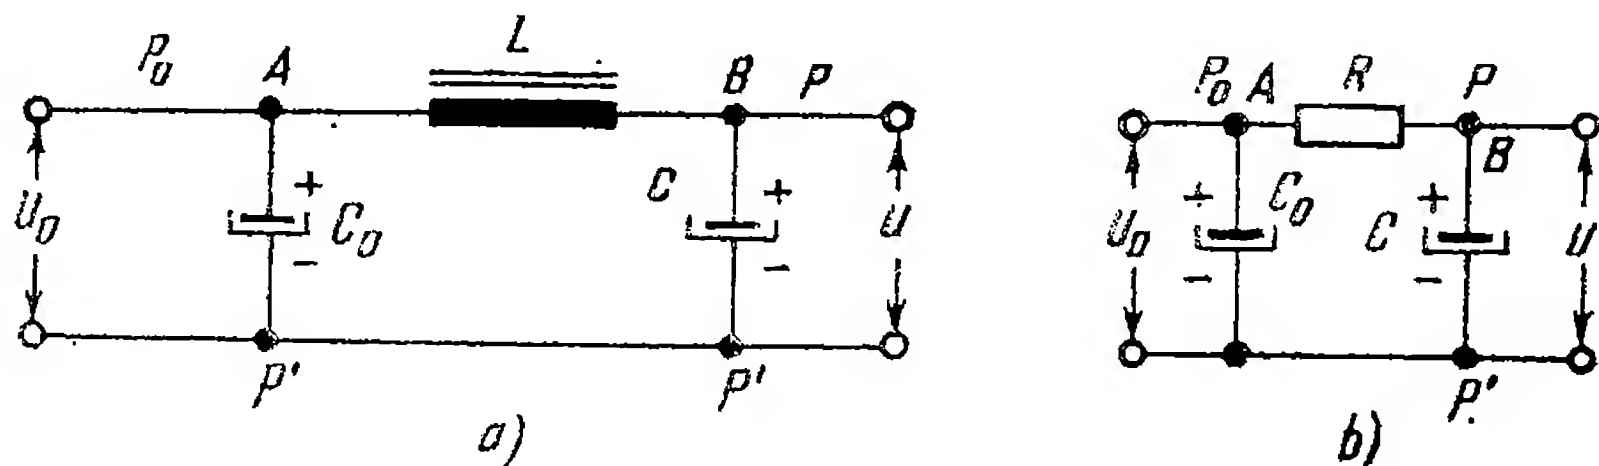 P₀ A L B P
U₀ + C₀ − C + − U
P' P'
a)
P₀ A R P
B
U₀ + C₀ − C + − U
P'
b)